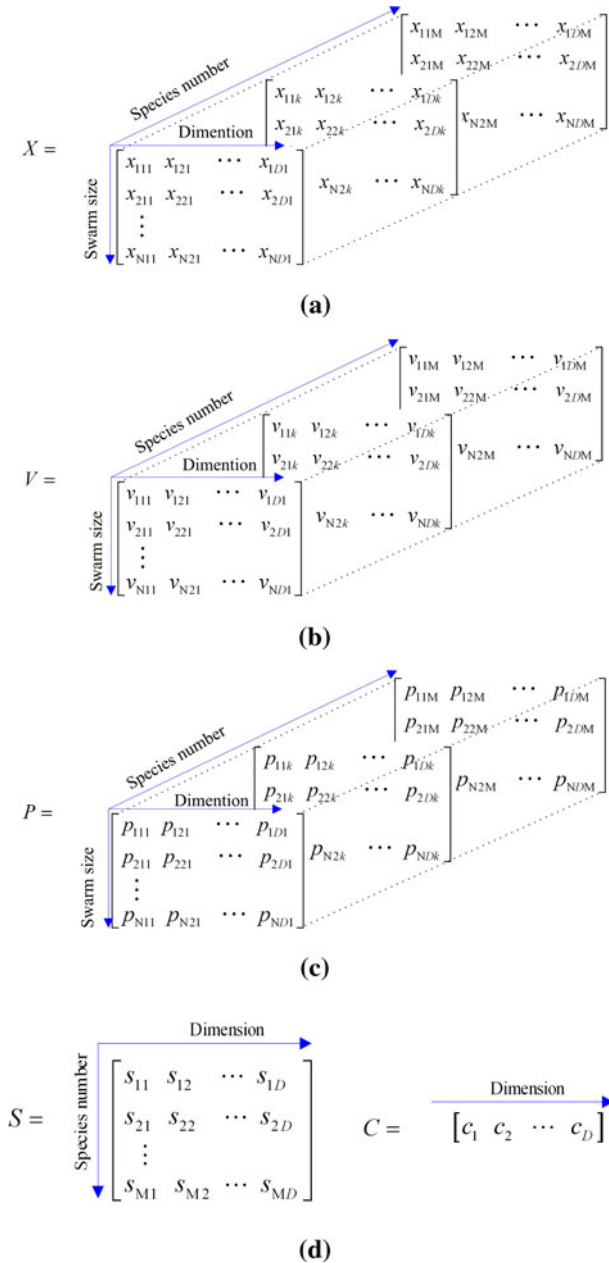 x₁₁M x₁₂M ⋯ x₁DM
x₂₁M x₂₂M ⋯ x₂DM
xN2M ⋯ xNDM
Species number
x₁₁k x₁₂k ⋯ x₁Dk
x₂₁k x₂₂k ⋯ x₂Dk
xN2k ⋯ xNDk
Dimention
X =
Swarm size
x₁₁₁ x₁₂₁ ⋯ x₁D₁
x₂₁₁ x₂₂₁ ⋯ x₂D₁
⋮
xN11 xN21 ⋯ xND1
(a)
v₁₁M v₁₂M ⋯ v₁DM
v₂₁M v₂₂M ⋯ v₂DM
vN2M ⋯ vNDM
Species number
v₁₁k v₁₂k ⋯ v₁Dk
v₂₁k v₂₂k ⋯ v₂Dk
vN2k ⋯ vNDk
Dimention
V =
Swarm size
v₁₁₁ v₁₂₁ ⋯ v₁D₁
v₂₁₁ v₂₂₁ ⋯ v₂D₁
⋮
vN11 vN21 ⋯ vND1
(b)
p₁₁M p₁₂M ⋯ p₁DM
p₂₁M p₂₂M ⋯ p₂DM
pN2M ⋯ pNDM
Species number
p₁₁k p₁₂k ⋯ p₁Dk
p₂₁k p₂₂k ⋯ p₂Dk
pN2k ⋯ pNDk
Dimention
P =
Swarm size
p₁₁₁ p₁₂₁ ⋯ p₁D₁
p₂₁₁ p₂₂₁ ⋯ p₂D₁
⋮
pN11 pN21 ⋯ pND1
(c)
Dimension
Species number
S =
s₁₁ s₁₂ ⋯ s₁D
s₂₁ s₂₂ ⋯ s₂D
⋮
sM1 sM2 ⋯ sMD
Dimension
C = [c₁ c₂ ⋯ cD]
(d)